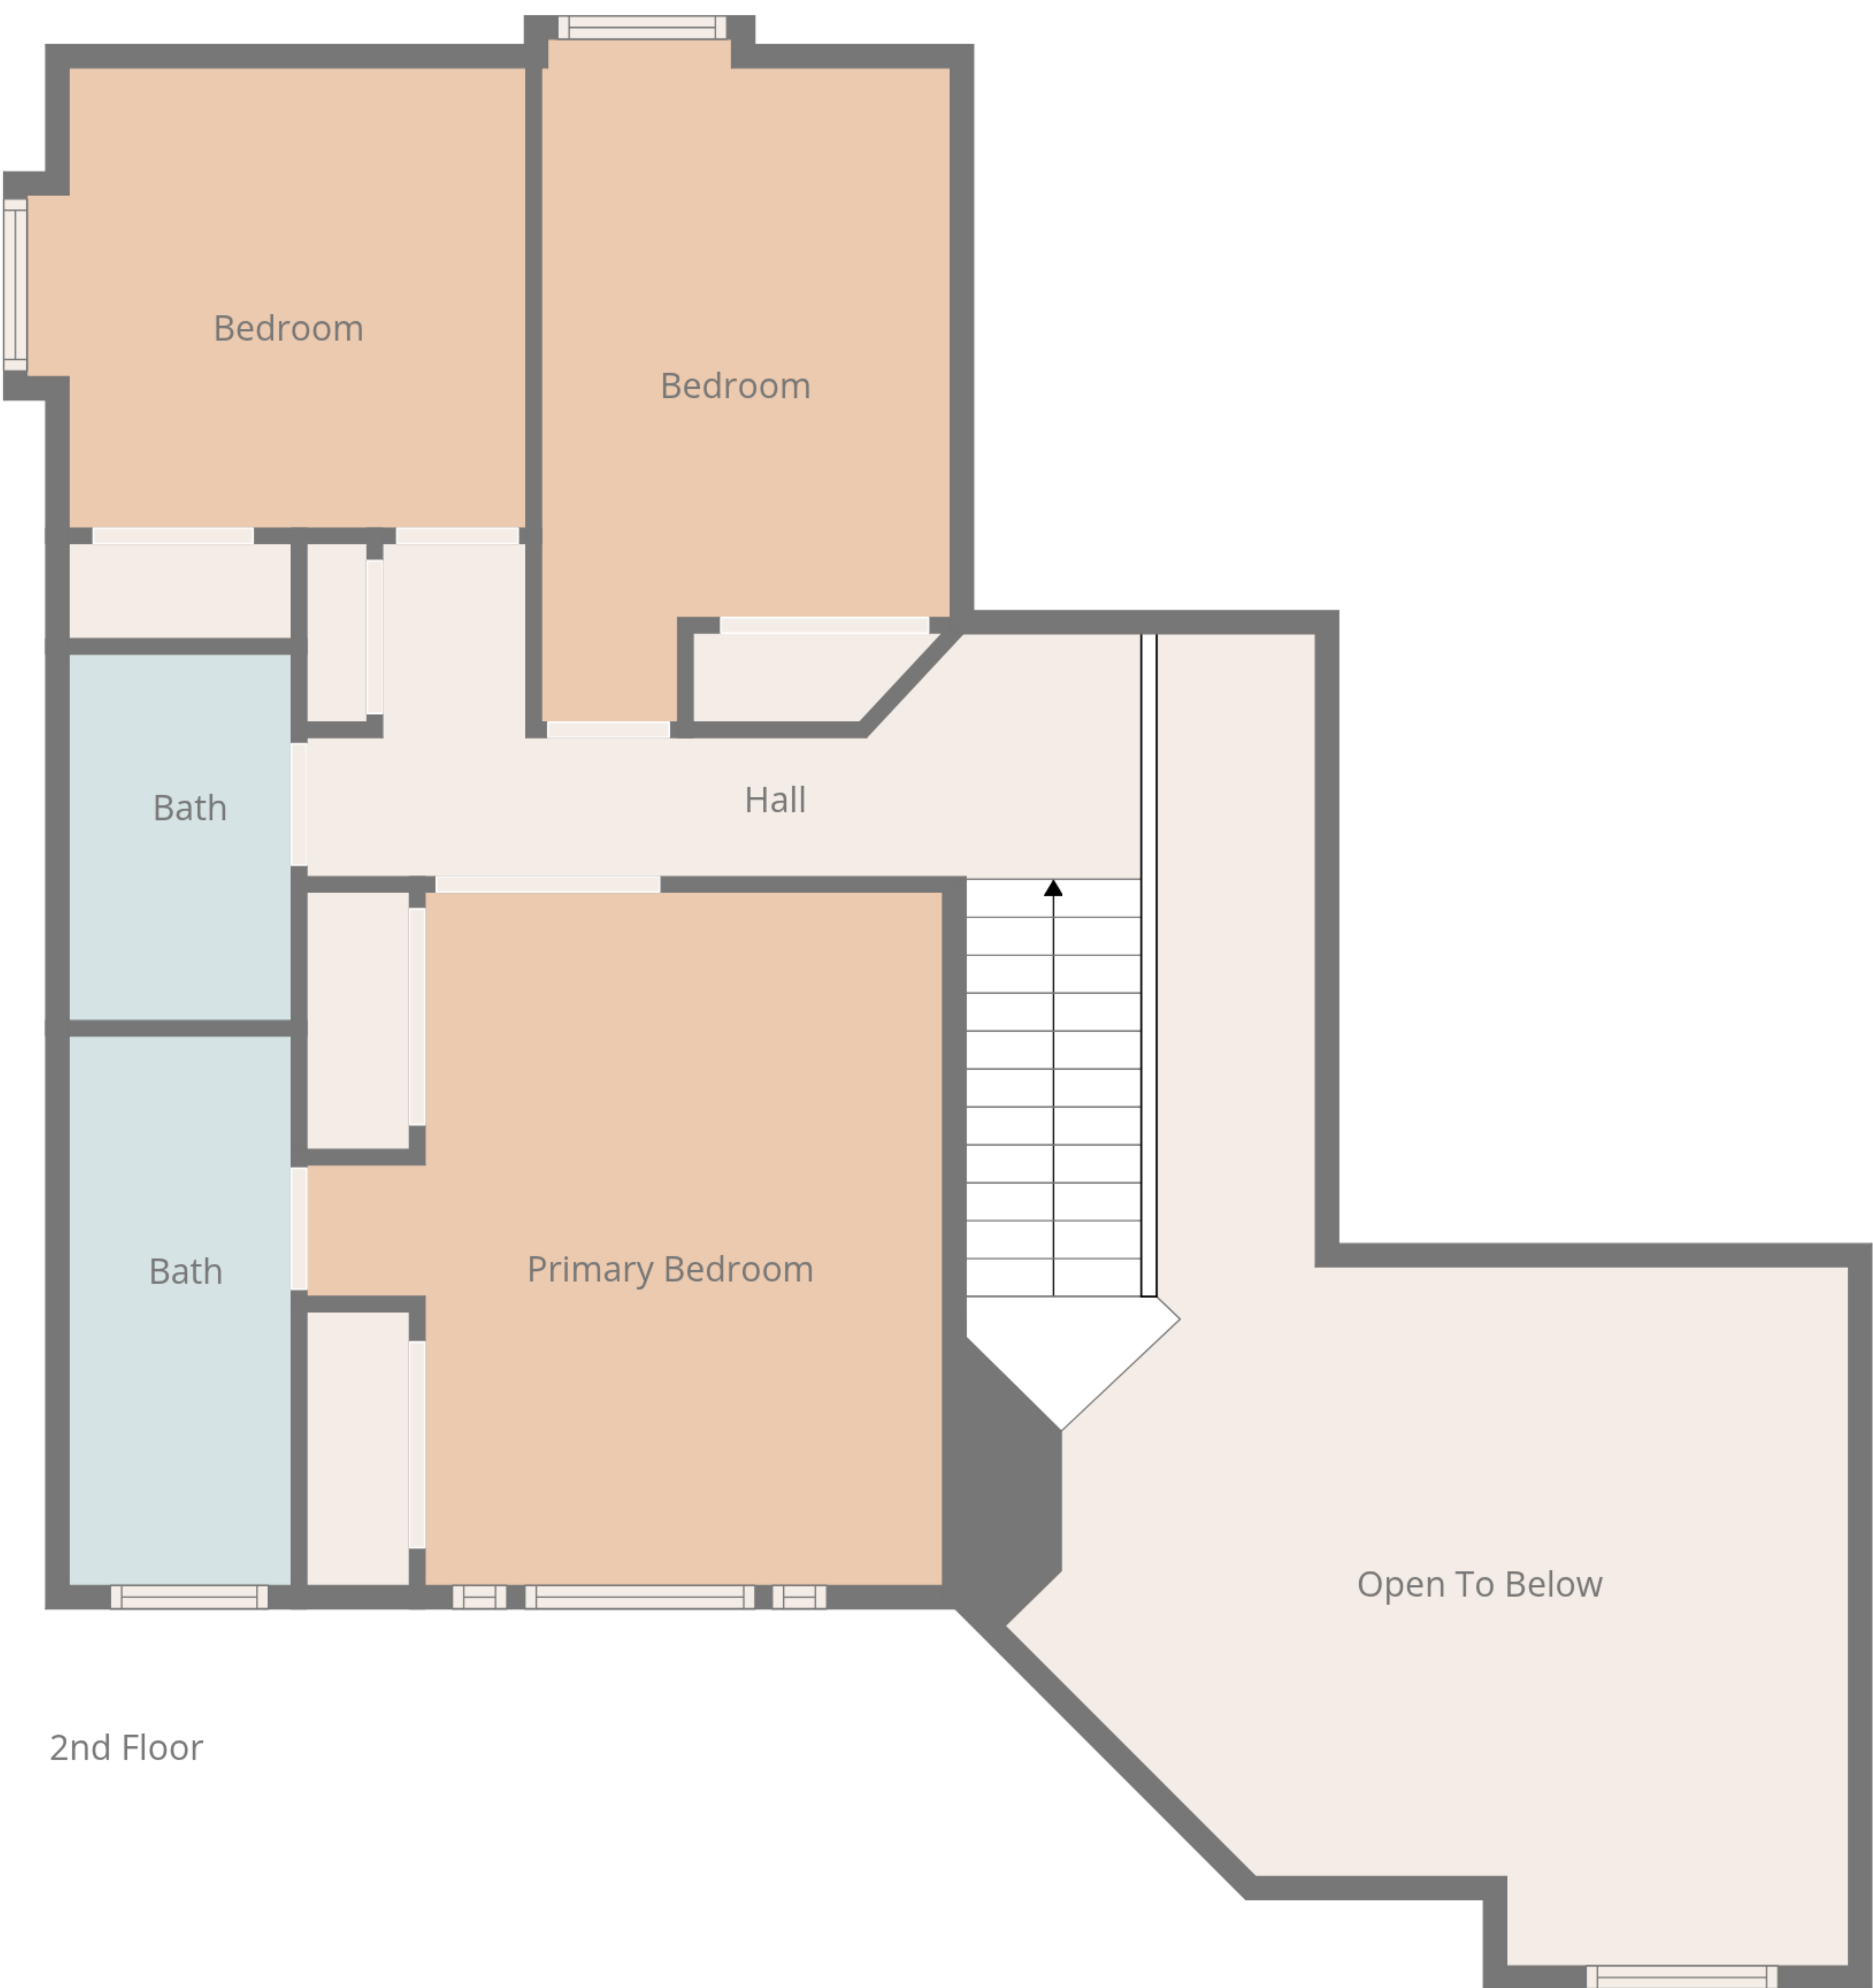 Bedroom
Bedroom
Hall
Bath
Primary Bedroom
Bath
Open To Below
2nd Floor